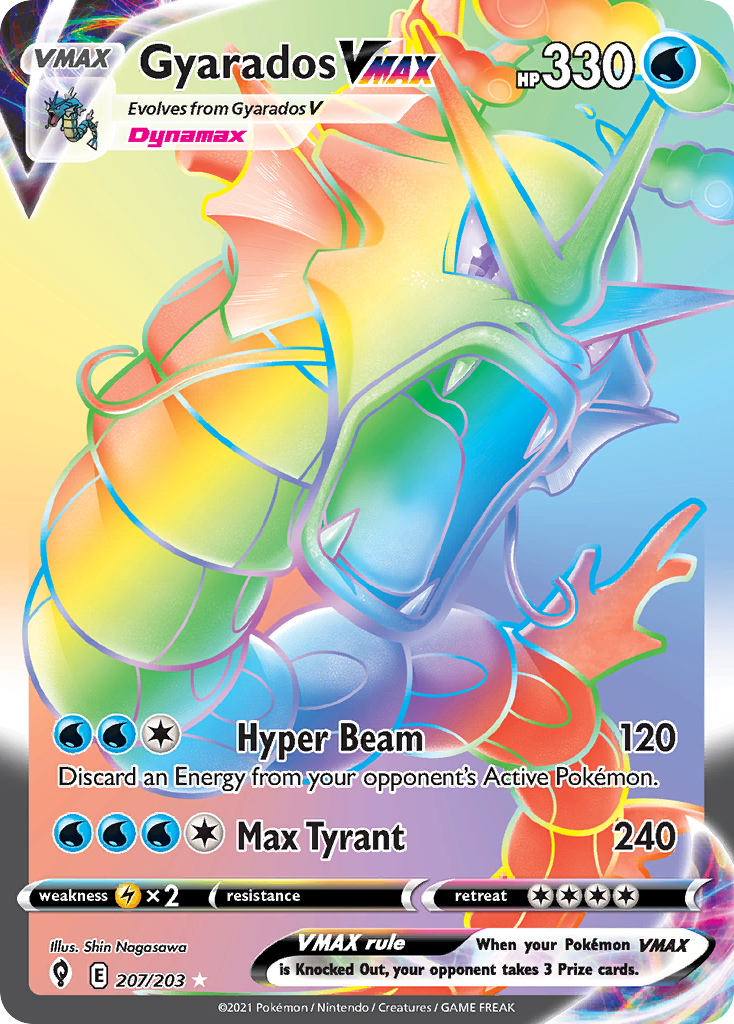 VMAX
Gyarados VMAX
HP 330
Evolves from Gyarados V
Dynamax
Hyper Beam 120
Discard an Energy from your opponent's Active Pokémon.
Max Tyrant 240
weakness ×2 resistance retreat
Illus. Shin Nagasawa
VMAX rule When your Pokémon VMAX
is Knocked Out, your opponent takes 3 Prize cards.
E 207/203
©2021 Pokémon / Nintendo / Creatures / GAME FREAK